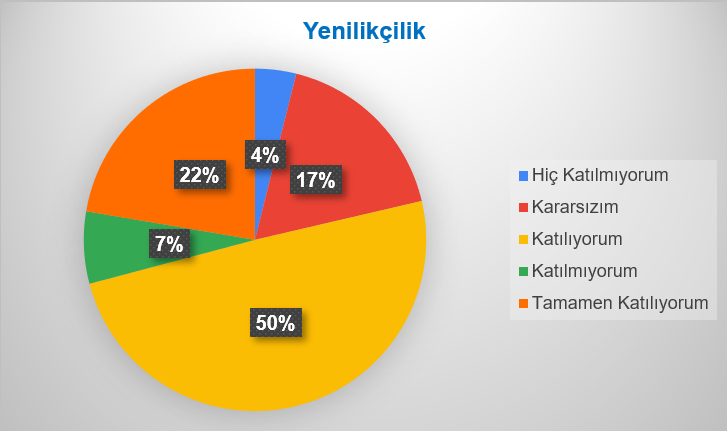 Yenilikçilik
4%
17%
22%
7%
50%
Hiç Katılmıyorum
Kararsızım
Katılıyorum
Katılmıyorum
Tamamen Katılıyorum